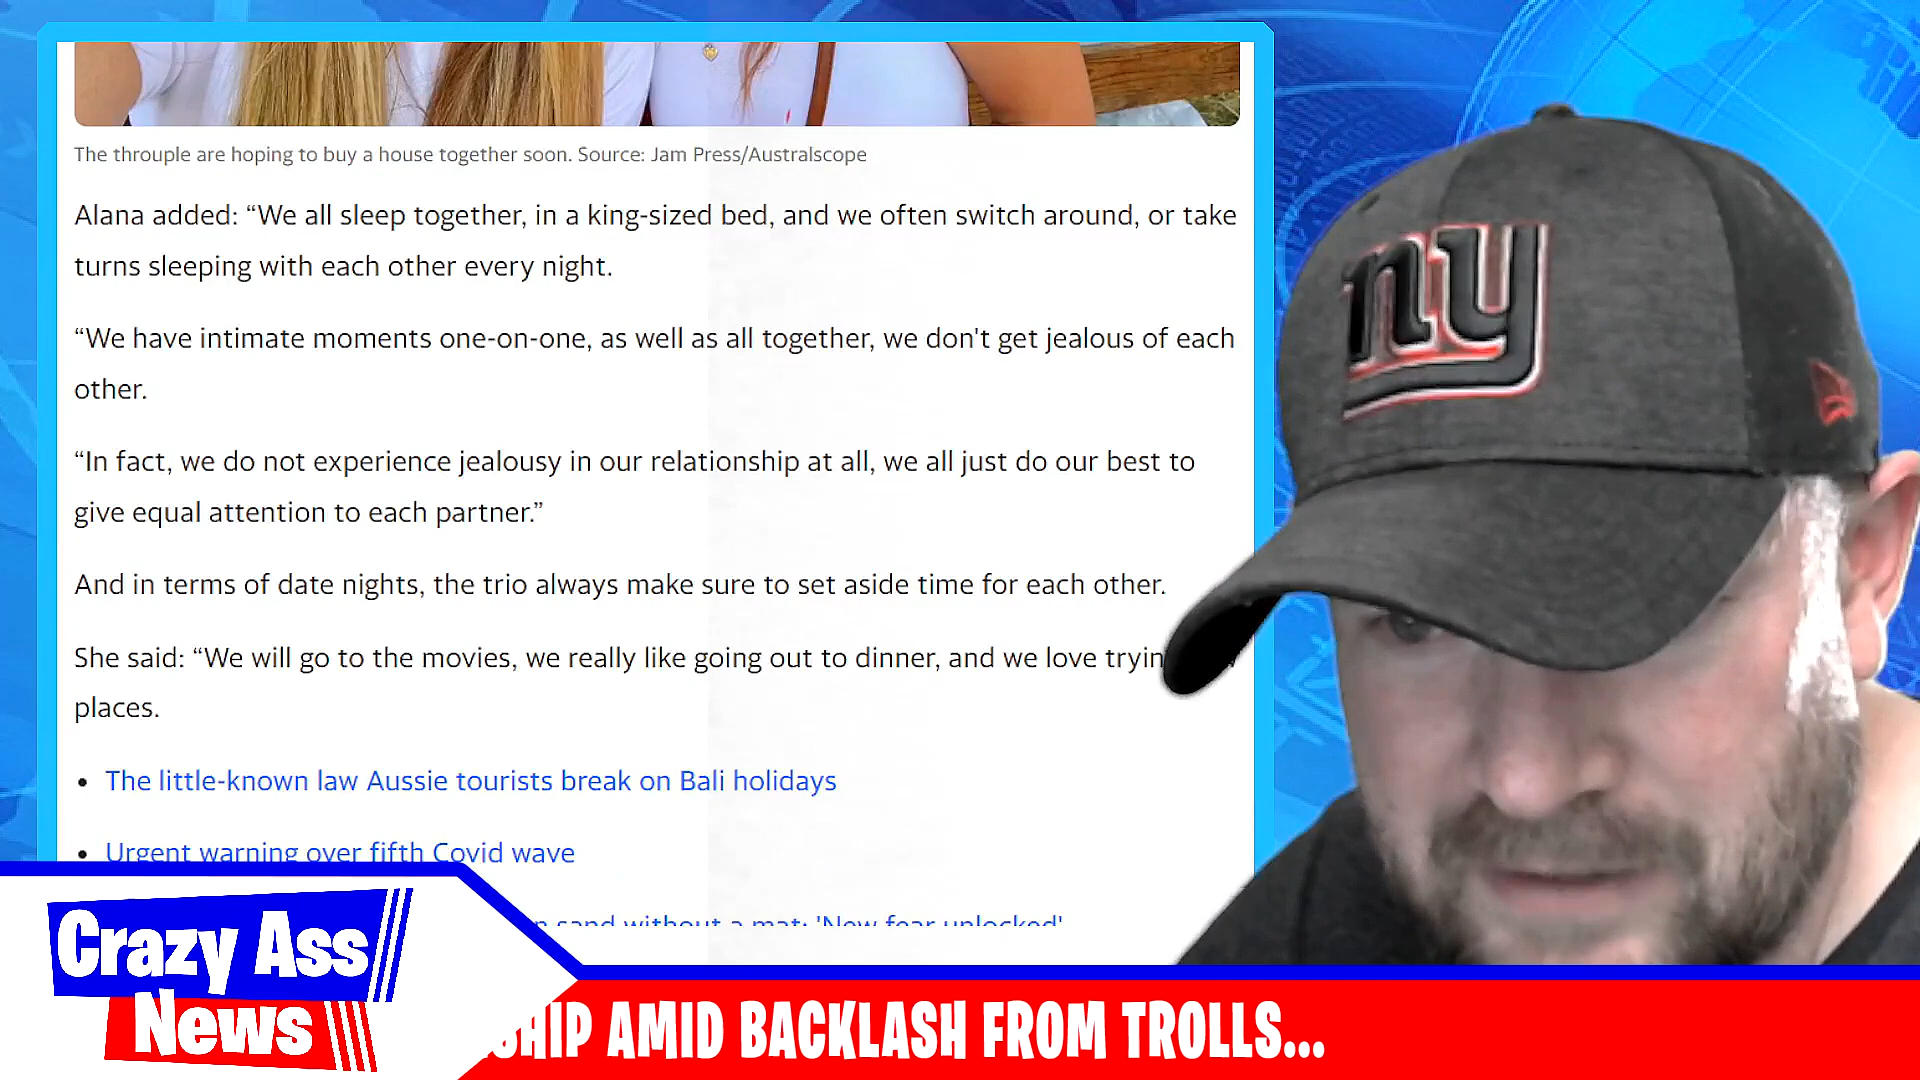 The throuple are hoping to buy a house together soon. Source: Jam Press/Australscope
Alana added: “We all sleep together, in a king-sized bed, and we often switch around, or take
turns sleeping with each other every night.
“We have intimate moments one-on-one, as well as all together, we don't get jealous of each
other.
“In fact, we do not experience jealousy in our relationship at all, we all just do our best to
give equal attention to each partner.”
And in terms of date nights, the trio always make sure to set aside time for each other.
She said: “We will go to the movies, we really like going out to dinner, and we love
places.
• The little-known law Aussie tourists break on Bali holidays
• Urgent warning over fifth Covid wave
sand without a mat: 'New fear unlocked'
ny
Crazy Ass
News
AMID BACKLASH FROM TROLLS...